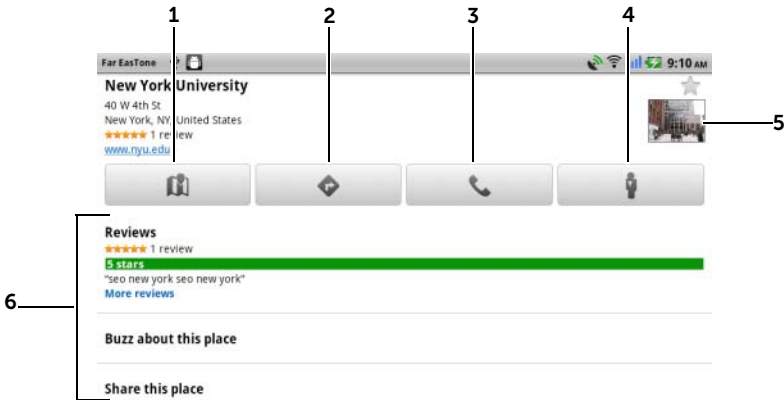 1 2 3 4
Far EasTone 9:10 AM
New York University
40 W 4th St
New York, NY, United States
1 review
www.nyu.edu
5
Reviews
1 review
5 stars
"seo new york seo new york"
More reviews
6
Buzz about this place
Share this place